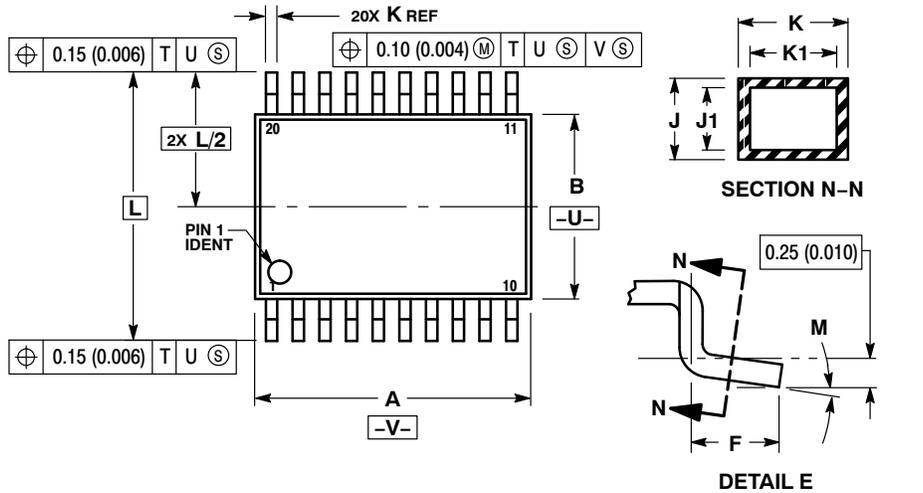 20X K REF
⌖ 0.15 (0.006) T U Ⓢ
⌖ 0.10 (0.004) Ⓜ T U Ⓢ V Ⓢ
K
K1
20
11
2X L/2
J
J1
B
SECTION N–N
L
–U–
PIN 1
IDENT
1
10
N
0.25 (0.010)
M
⌖ 0.15 (0.006) T U Ⓢ
A
–V–
N
F
DETAIL E